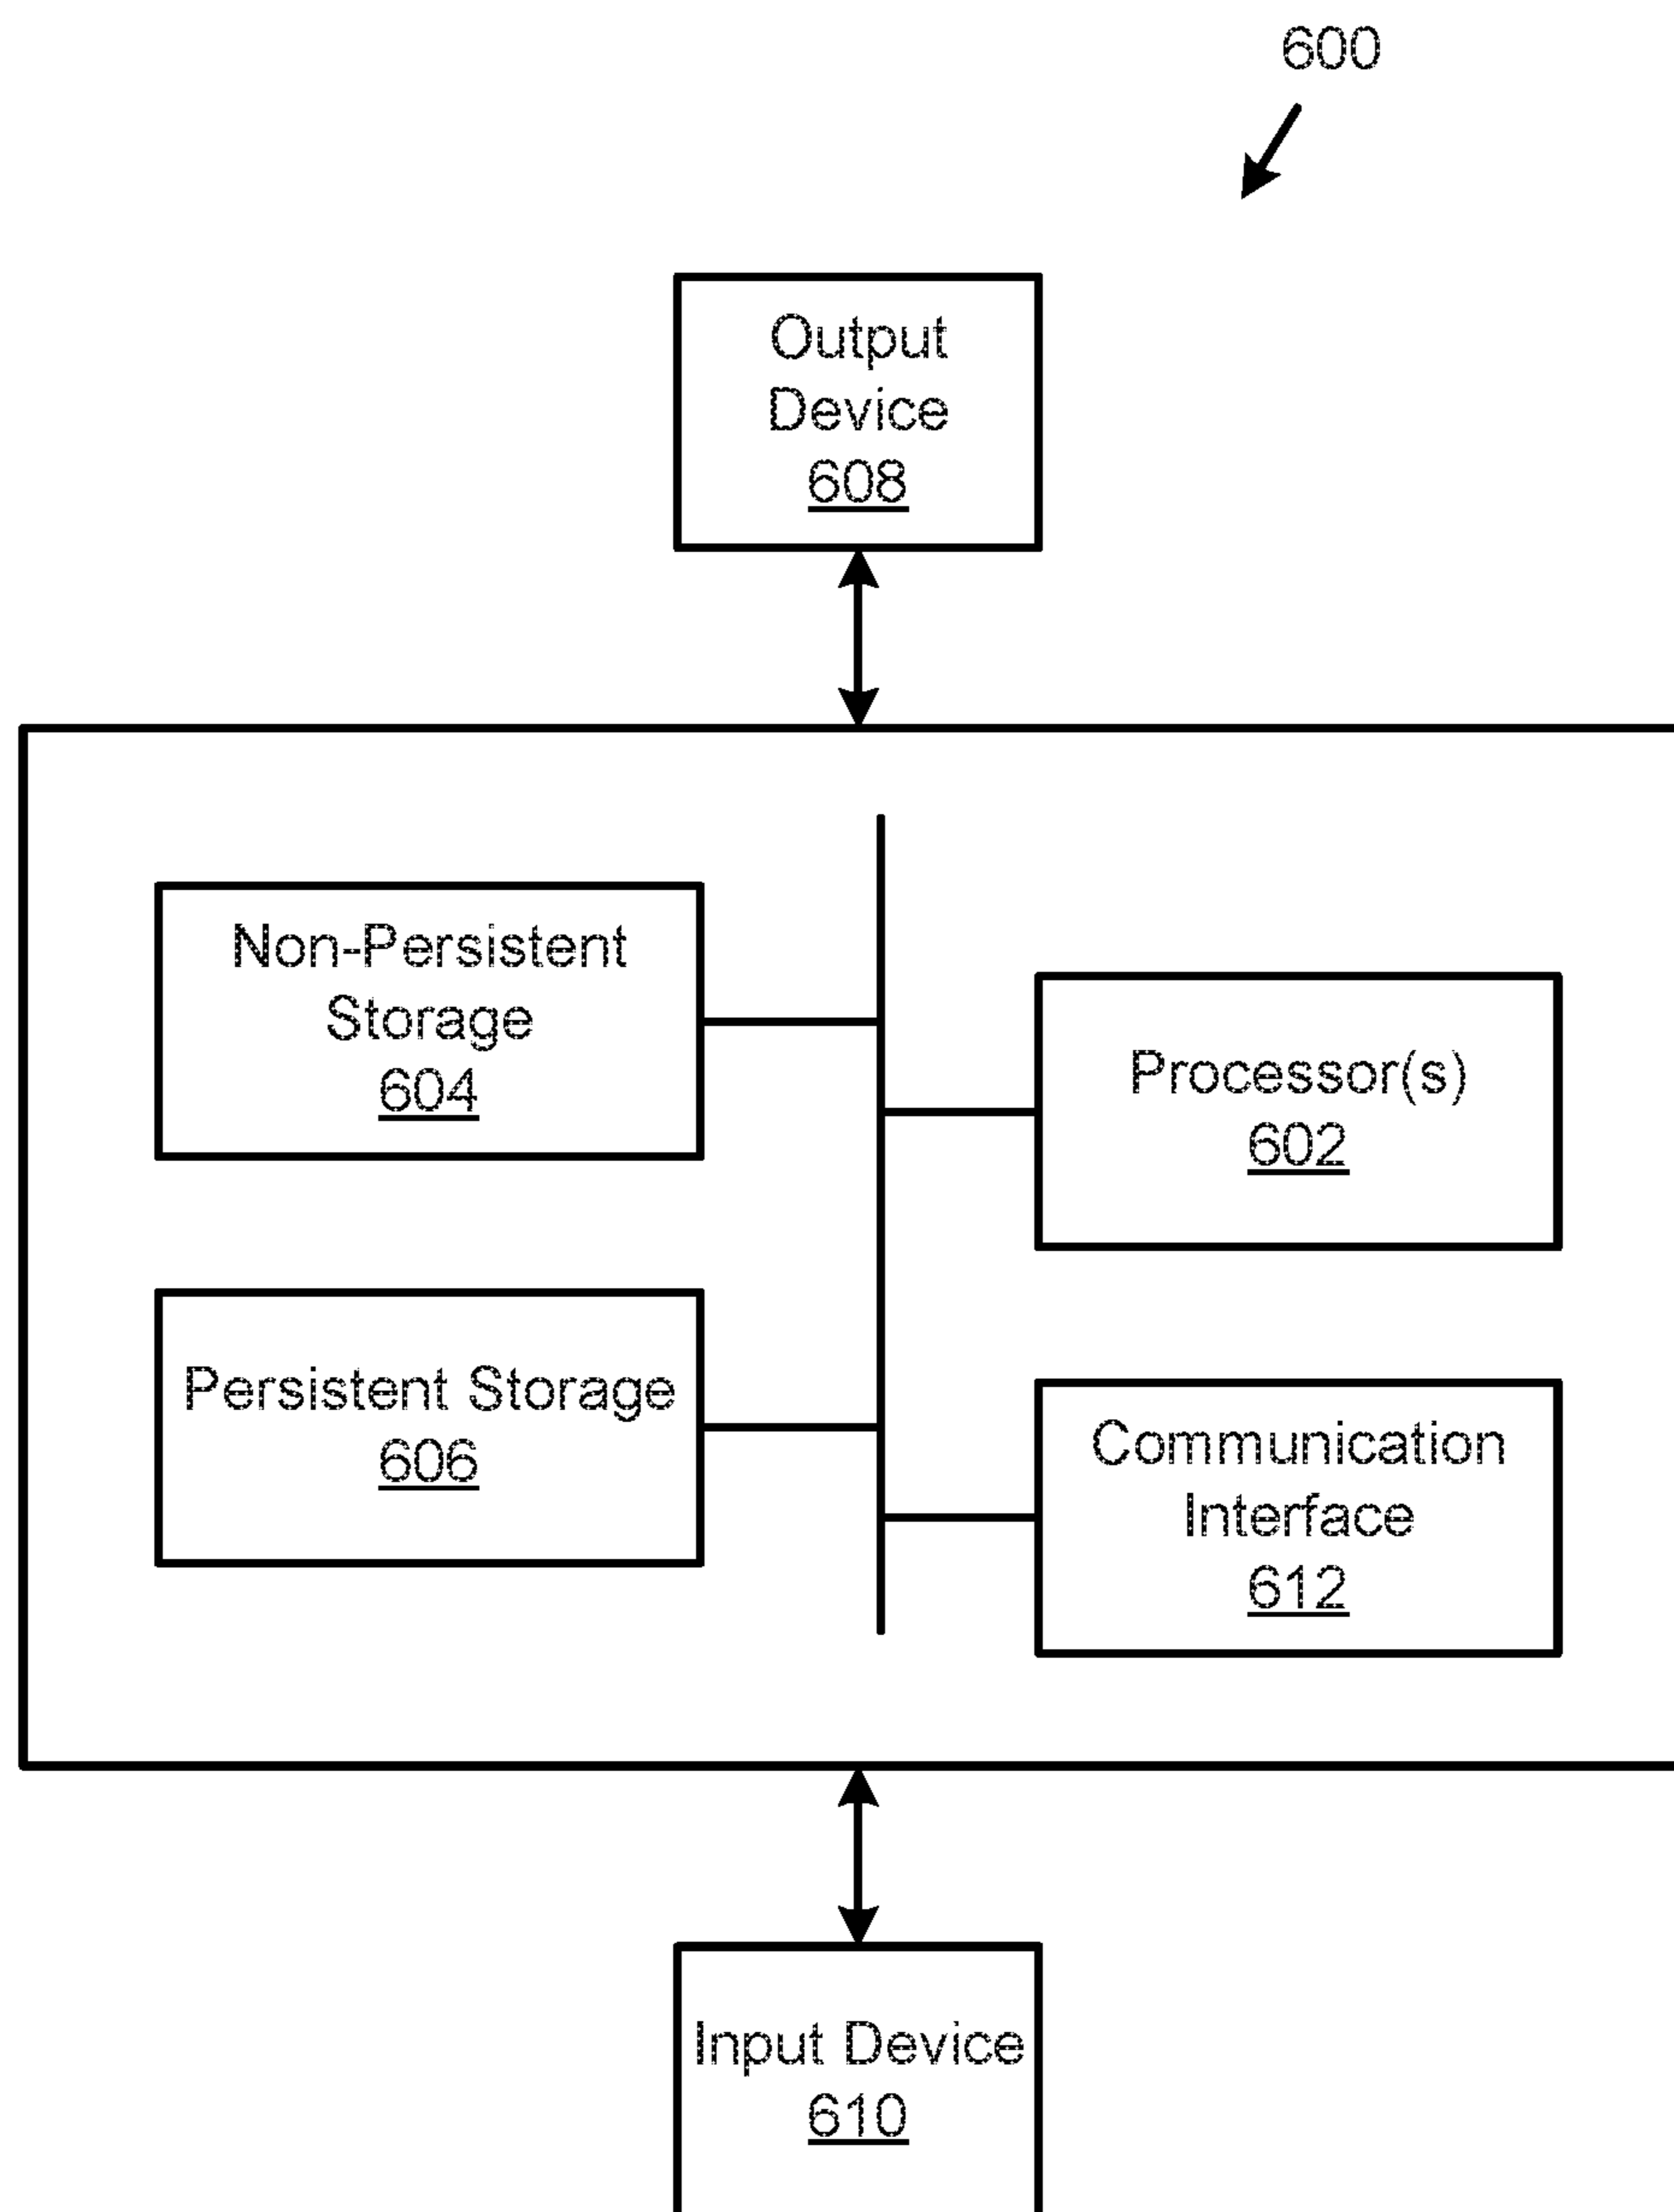 600
Output
Device
608
Non-Persistent
Storage
604
Processor(s)
602
Persistent Storage
606
Communication
Interface
612
Input Device
610